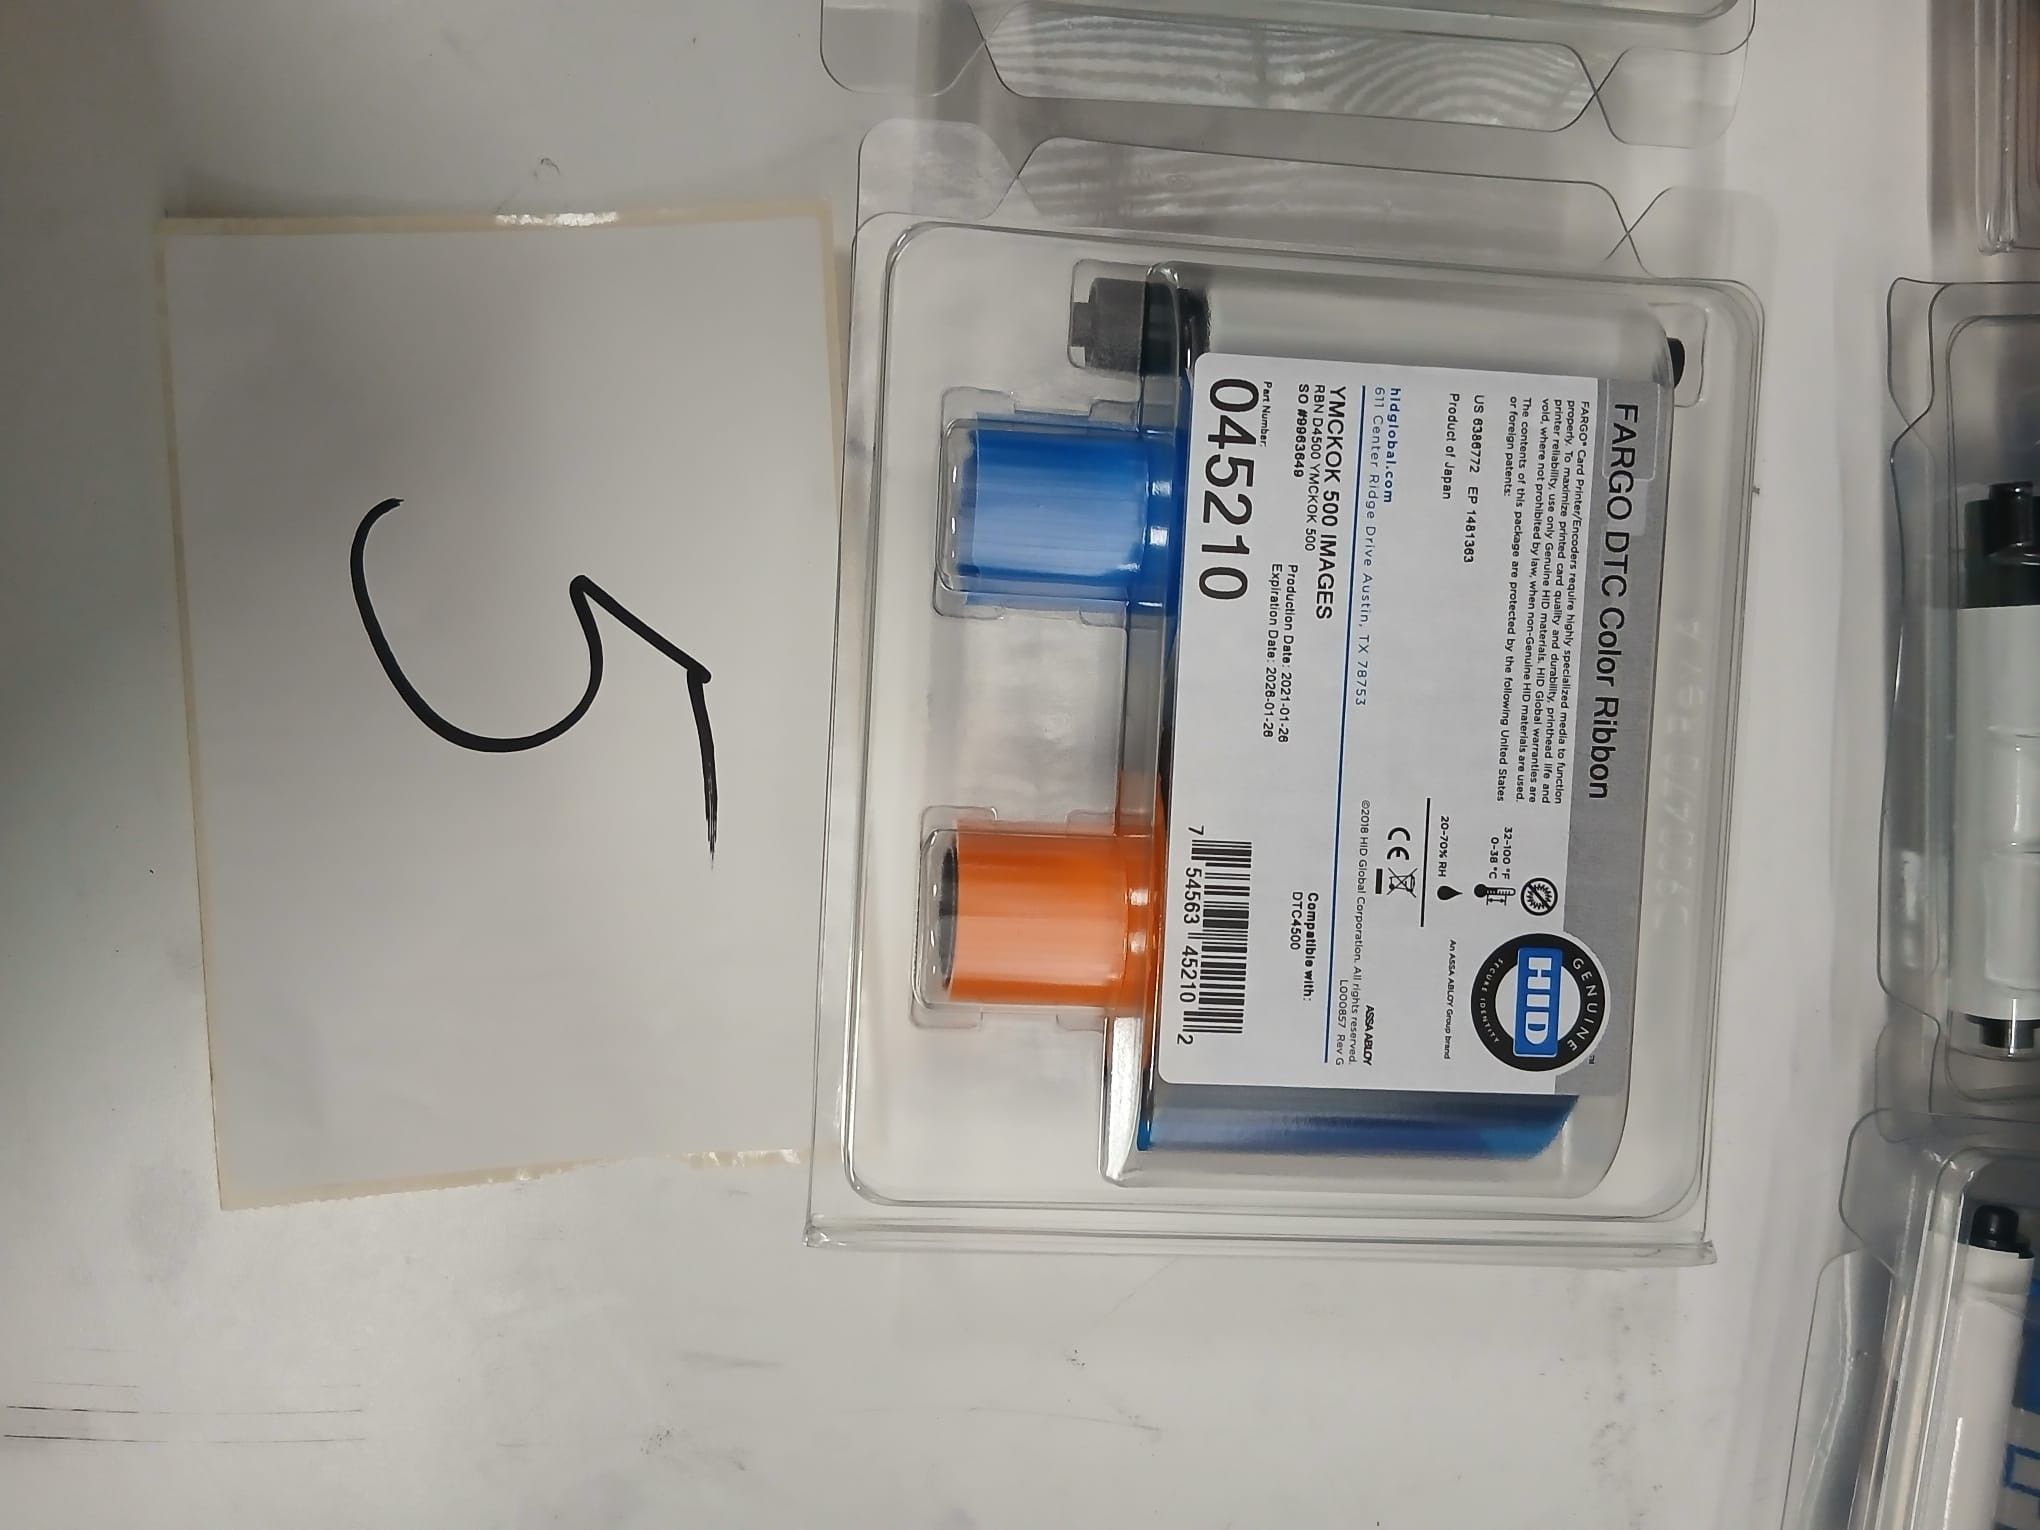 5
FARGO DTC Color Ribbon
FARGO® Card Printer/Encoders require highly specialized media to function
properly. To maximize printed card quality and durability, printhead life and
printer reliability, use only Genuine HID materials. HID Global warranties are
void, where not prohibited by law, when non-Genuine HID materials are used.
The contents of this package are protected by the following United States
or foreign patents:
US 6386772 EP 1481363
Product of Japan
32-100 °F
0-38 °C
20-70% RH
CE
GENUINE
HID
SECURE IDENTITY
™
An ASSA ABLOY Group brand
ASSA ABLOY
hidglobal.com
611 Center Ridge Drive Austin, TX 78753
©2018 HID Global Corporation. All rights reserved.
L000857 Rev G
YMCKOK 500 IMAGES
RBN D4500 YMCKOK 500
SO #9963649
Production Date: 2021-01-26
Expiration Date: 2026-01-26
Compatible with:
DTC4500
Part Number:
045210
7 54563 45210 2